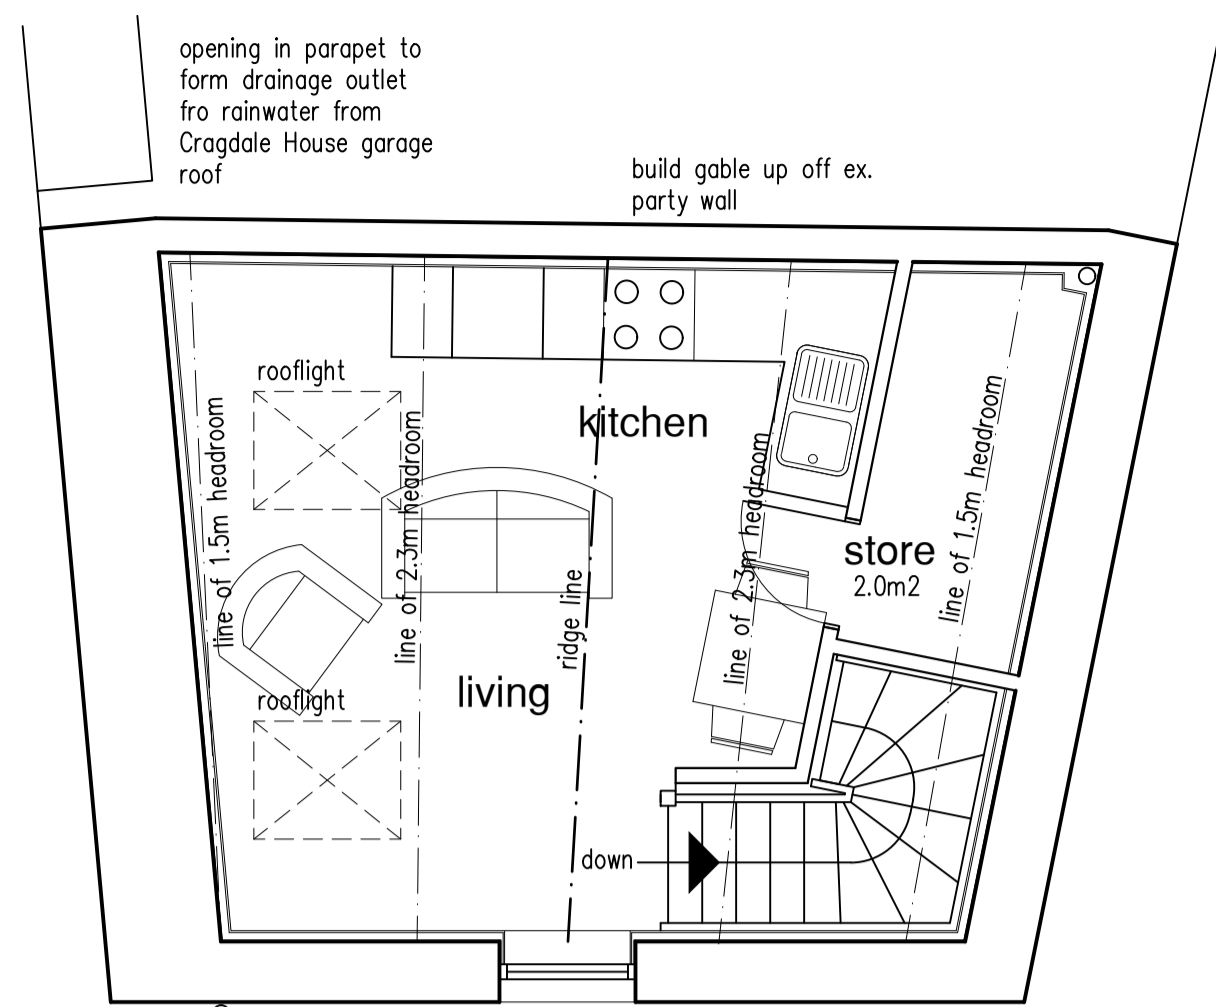 opening in parapet to
form drainage outlet
fro rainwater from
Cragdale House garage
roof
build gable up off ex.
party wall
rooflight
kitchen
line of 1.5m headroom
line of 2.3m headroom
line of 2.3m headroom
line of 1.5m headroom
store
2.0m2
ridge line
living
rooflight
down